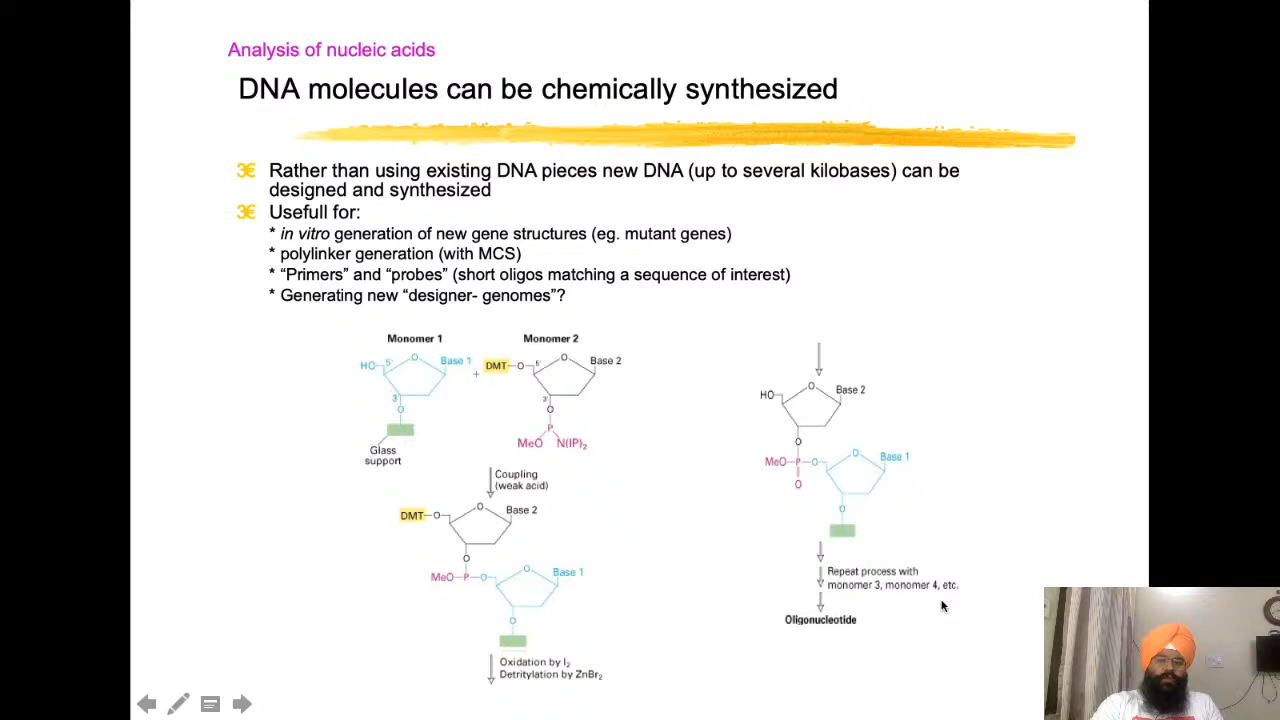 Analysis of nucleic acids
DNA molecules can be chemically synthesized
Rather than using existing DNA pieces new DNA (up to several kilobases) can be
designed and synthesized
Usefull for:
* in vitro generation of new gene structures (eg. mutant genes)
* polylinker generation (with MCS)
* “Primers” and “probes” (short oligos matching a sequence of interest)
* Generating new “designer- genomes”?
Monomer 1
Monomer 2
HO 5' O Base 1
3'
O
Glass
support
+
DMT O 5' O Base 2
3'
O
P
MeO N(IP)2
Coupling
(weak acid)
DMT O O Base 2
O
MeO P O O Base 1
O
Oxidation by I2
Detritylation by ZnBr2
HO O Base 2
O
MeO P O O Base 1
O
O
Repeat process with
monomer 3, monomer 4, etc.
Oligonucleotide